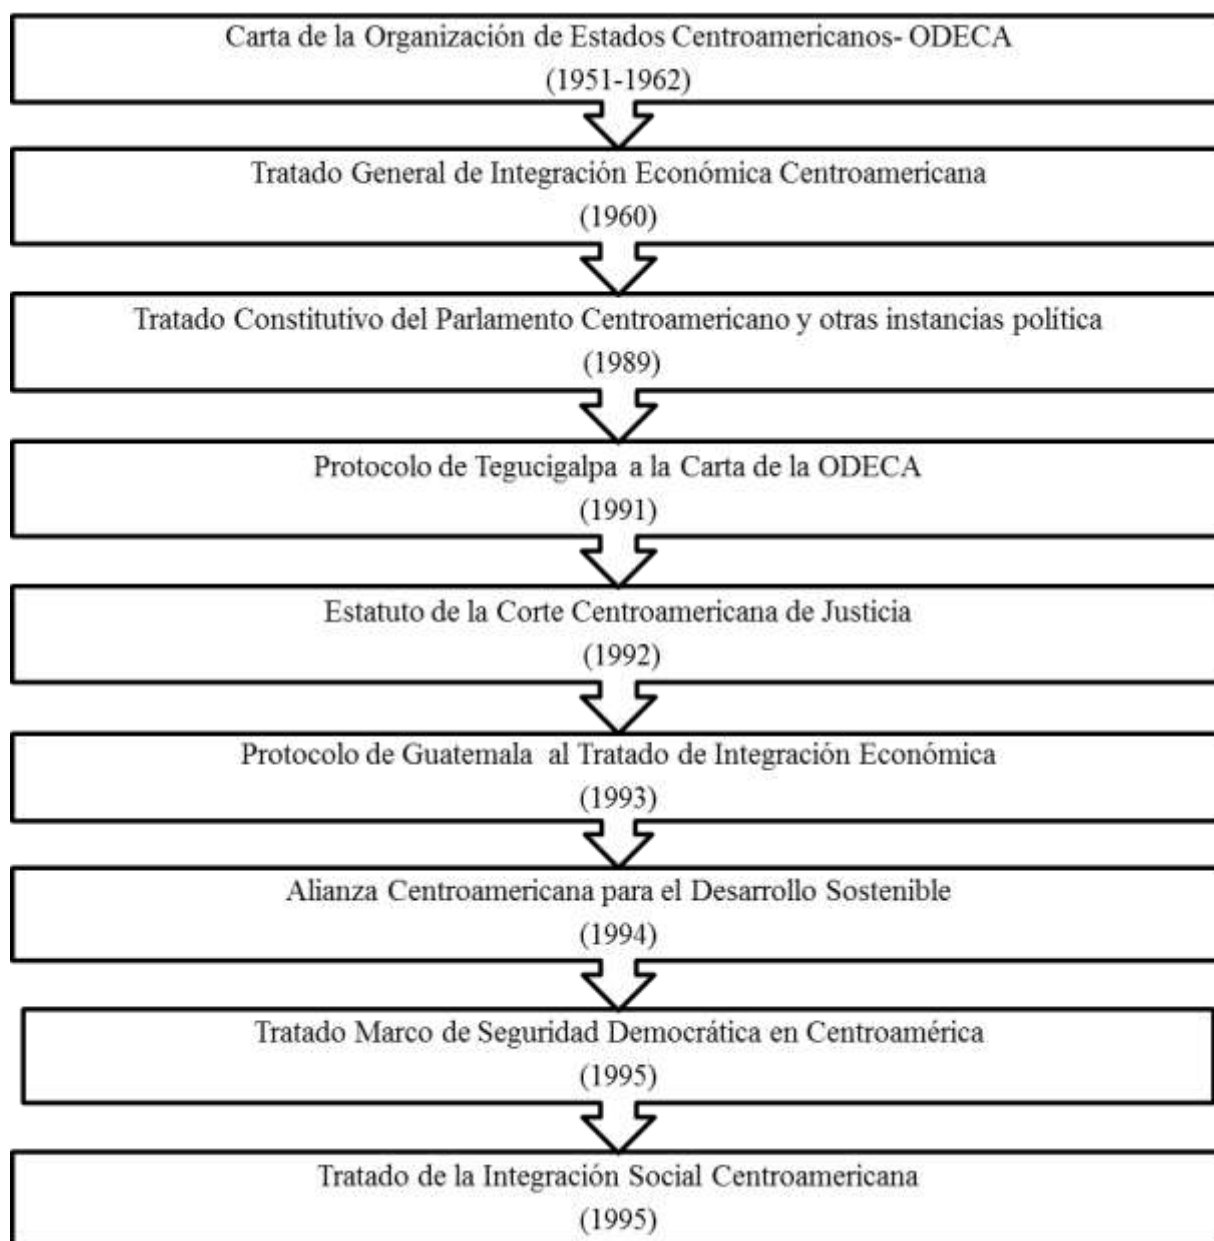 Carta de la Organización de Estados Centroamericanos- ODECA
(1951-1962)
Tratado General de Integración Económica Centroamericana
(1960)
Tratado Constitutivo del Parlamento Centroamericano y otras instancias política
(1989)
Protocolo de Tegucigalpa a la Carta de la ODECA
(1991)
Estatuto de la Corte Centroamericana de Justicia
(1992)
Protocolo de Guatemala al Tratado de Integración Económica
(1993)
Alianza Centroamericana para el Desarrollo Sostenible
(1994)
Tratado Marco de Seguridad Democrática en Centroamérica
(1995)
Tratado de la Integración Social Centroamericana
(1995)